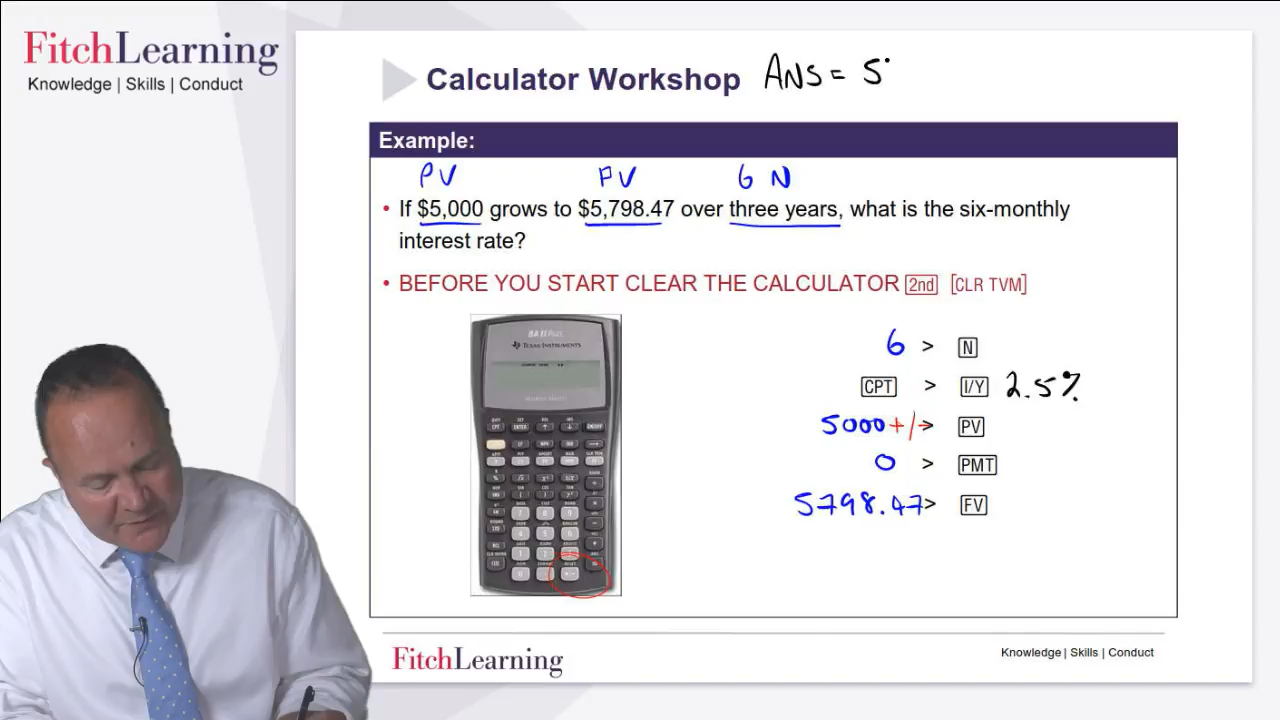 FitchLearning
Knowledge | Skills | Conduct
Calculator Workshop ANS = 5
Example:
PV FV 6 N
• If $5,000 grows to $5,798.47 over three years, what is the six-monthly
interest rate?
• BEFORE YOU START CLEAR THE CALCULATOR 2nd [CLR TVM]
BA II Plus
TEXAS INSTRUMENTS
6 > N
CPT > I/Y 2.5%
5000 +/- > PV
0 > PMT
5798.47 > FV
FitchLearning
Knowledge | Skills | Conduct